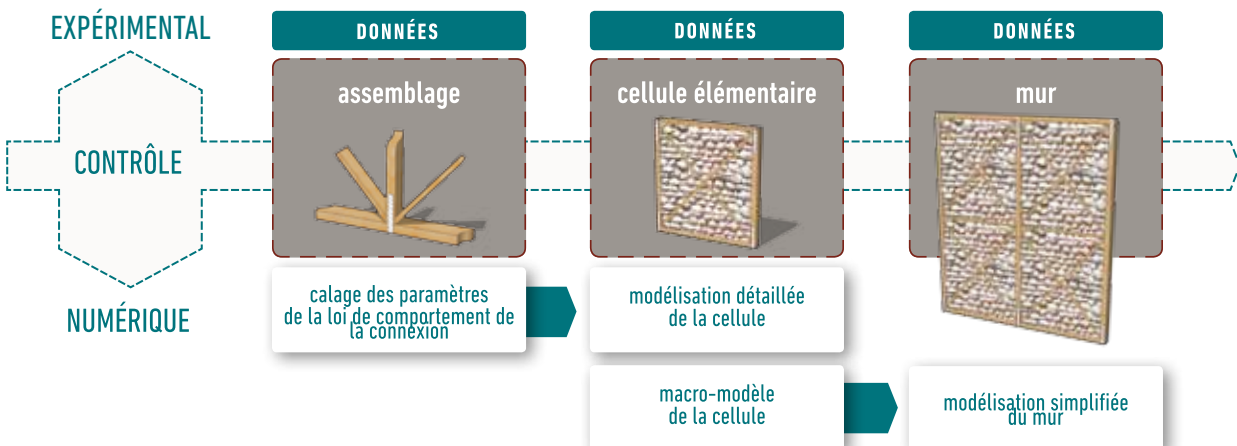 EXPÉRIMENTAL
CONTRÔLE
NUMÉRIQUE
DONNÉES
assemblage
calage des paramètres
de la loi de comportement de
la connexion
DONNÉES
cellule élémentaire
modélisation détaillée
de la cellule
macro-modèle
de la cellule
DONNÉES
mur
modélisation simplifiée
du mur